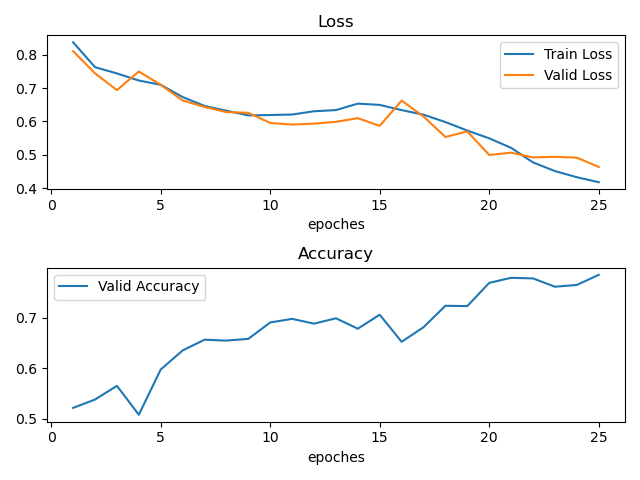 Loss
0.8
0.7
0.6
0.5
0.4
Train Loss
Valid Loss
0 5 10 15 20 25
epoches
Accuracy
Valid Accuracy
0.7
0.6
0.5
0 5 10 15 20 25
epoches